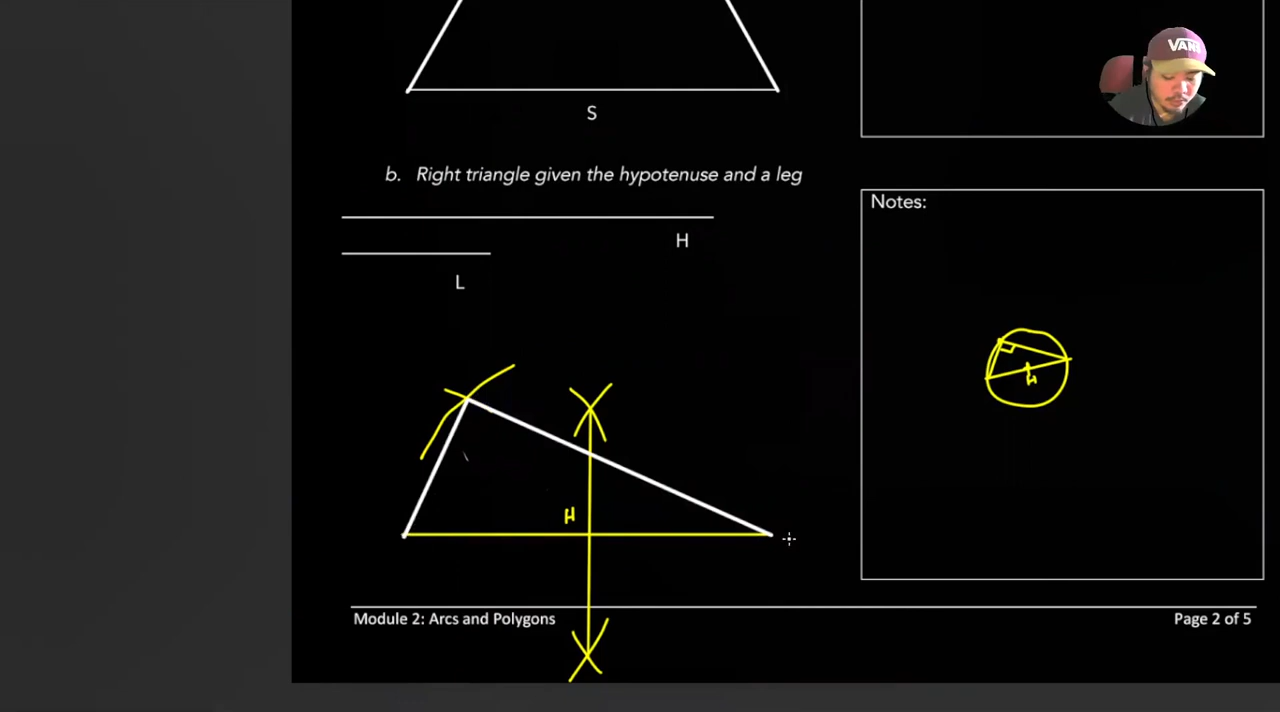 VANS
S
b. Right triangle given the hypotenuse and a leg
Notes:
H
L
H
H
Module 2: Arcs and Polygons
Page 2 of 5